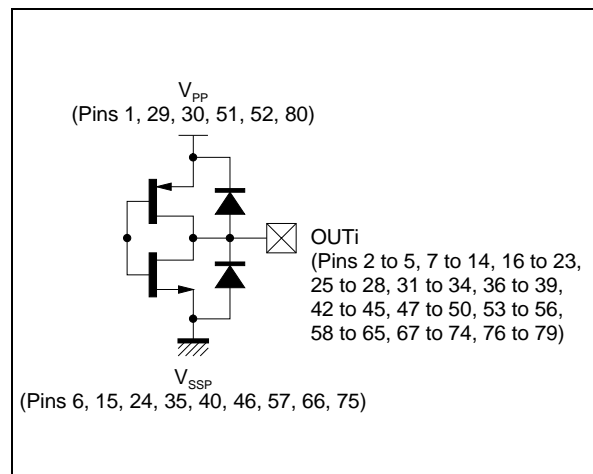 VPP
(Pins 1, 29, 30, 51, 52, 80)
OUTi
(Pins 2 to 5, 7 to 14, 16 to 23,
25 to 28, 31 to 34, 36 to 39,
42 to 45, 47 to 50, 53 to 56,
58 to 65, 67 to 74, 76 to 79)
VSSP
(Pins 6, 15, 24, 35, 40, 46, 57, 66, 75)